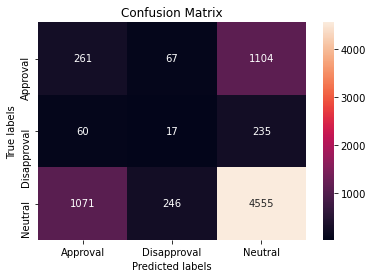 Confusion Matrix
True labels
Approval
261
67
1104
Disapproval
60
17
235
Neutral
1071
246
4555
Approval
Disapproval
Neutral
Predicted labels
4000
3000
2000
1000